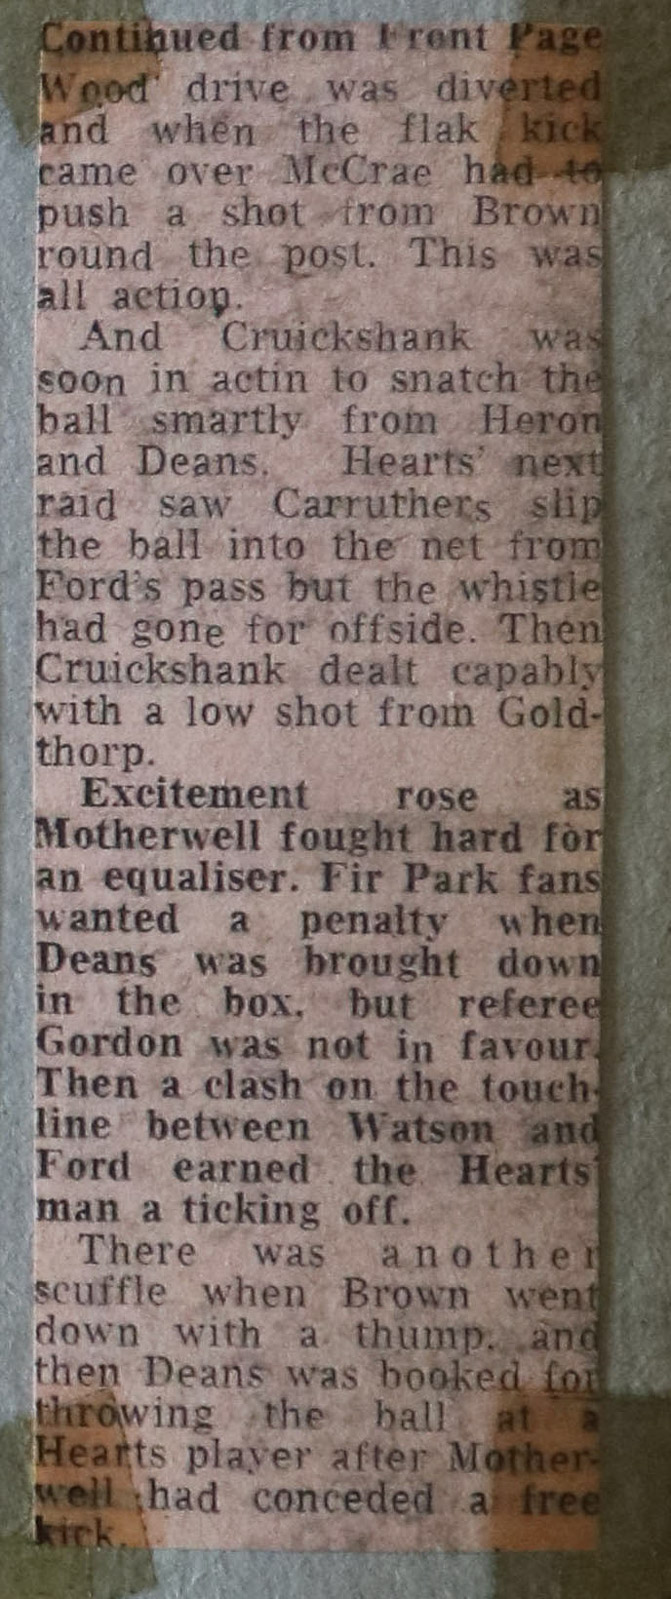 Continued from Front Page
Wood' drive was diverted
and when the flak kick
came over McCrae had to
push a shot from Brown
round the post. This was
all action.
And Cruickshank was
soon in actin to snatch the
ball smartly from Heron
and Deans. Hearts' next
raid saw Carruthers slip
the ball into the net from
Ford's pass but the whistle
had gone for offside. Then
Cruickshank dealt capably
with a low shot from Gold-
thorp.
Excitement rose as
Motherwell fought hard for
an equaliser. Fir Park fans
wanted a penalty when
Deans was brought down
in the box, but referee
Gordon was not in favour.
Then a clash on the touch-
line between Watson and
Ford earned the Hearts'
man a ticking off.
There was another
scuffle when Brown went
down with a thump, and
then Deans was booked for
throwing the ball at a
Hearts player after Mother-
well had conceded a free
kick.